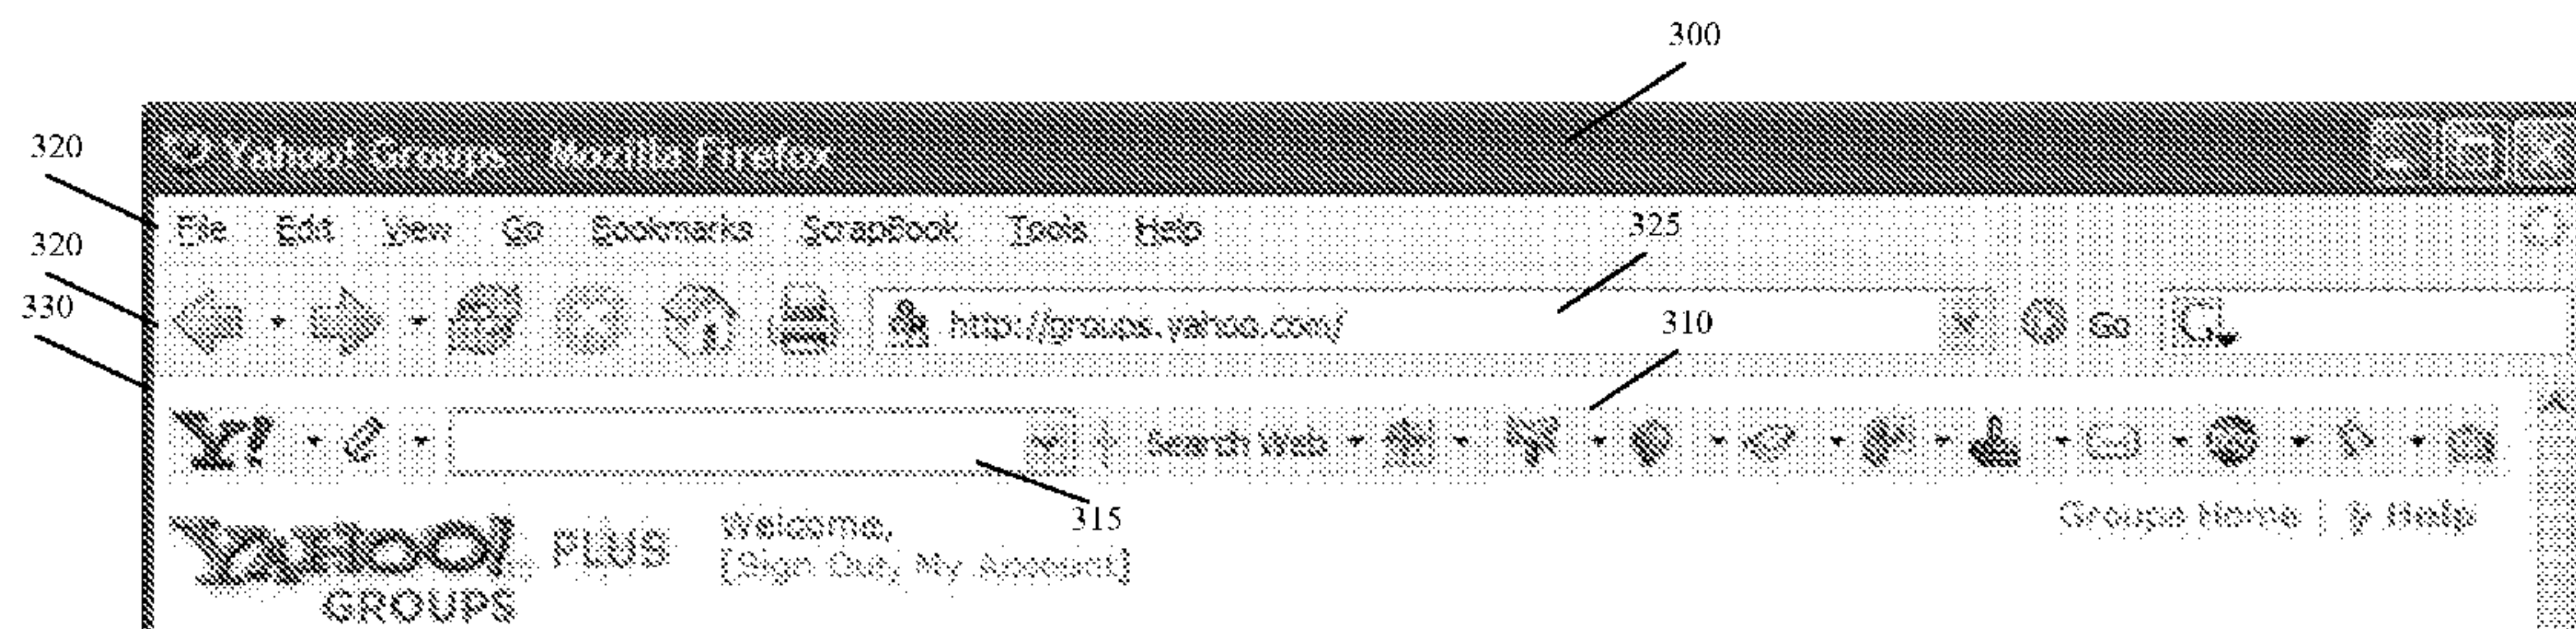 300
320
Yahoo! Groups - Mozilla Firefox
File Edit View Go Bookmarks ScrapBook Tools Help
325
320
330
http://groups.yahoo.com/
310
Go
Y!
Search Web
315
YAHOO! PLUS
GROUPS
Welcome,
[Sign Out, My Account]
Groups Home | Help